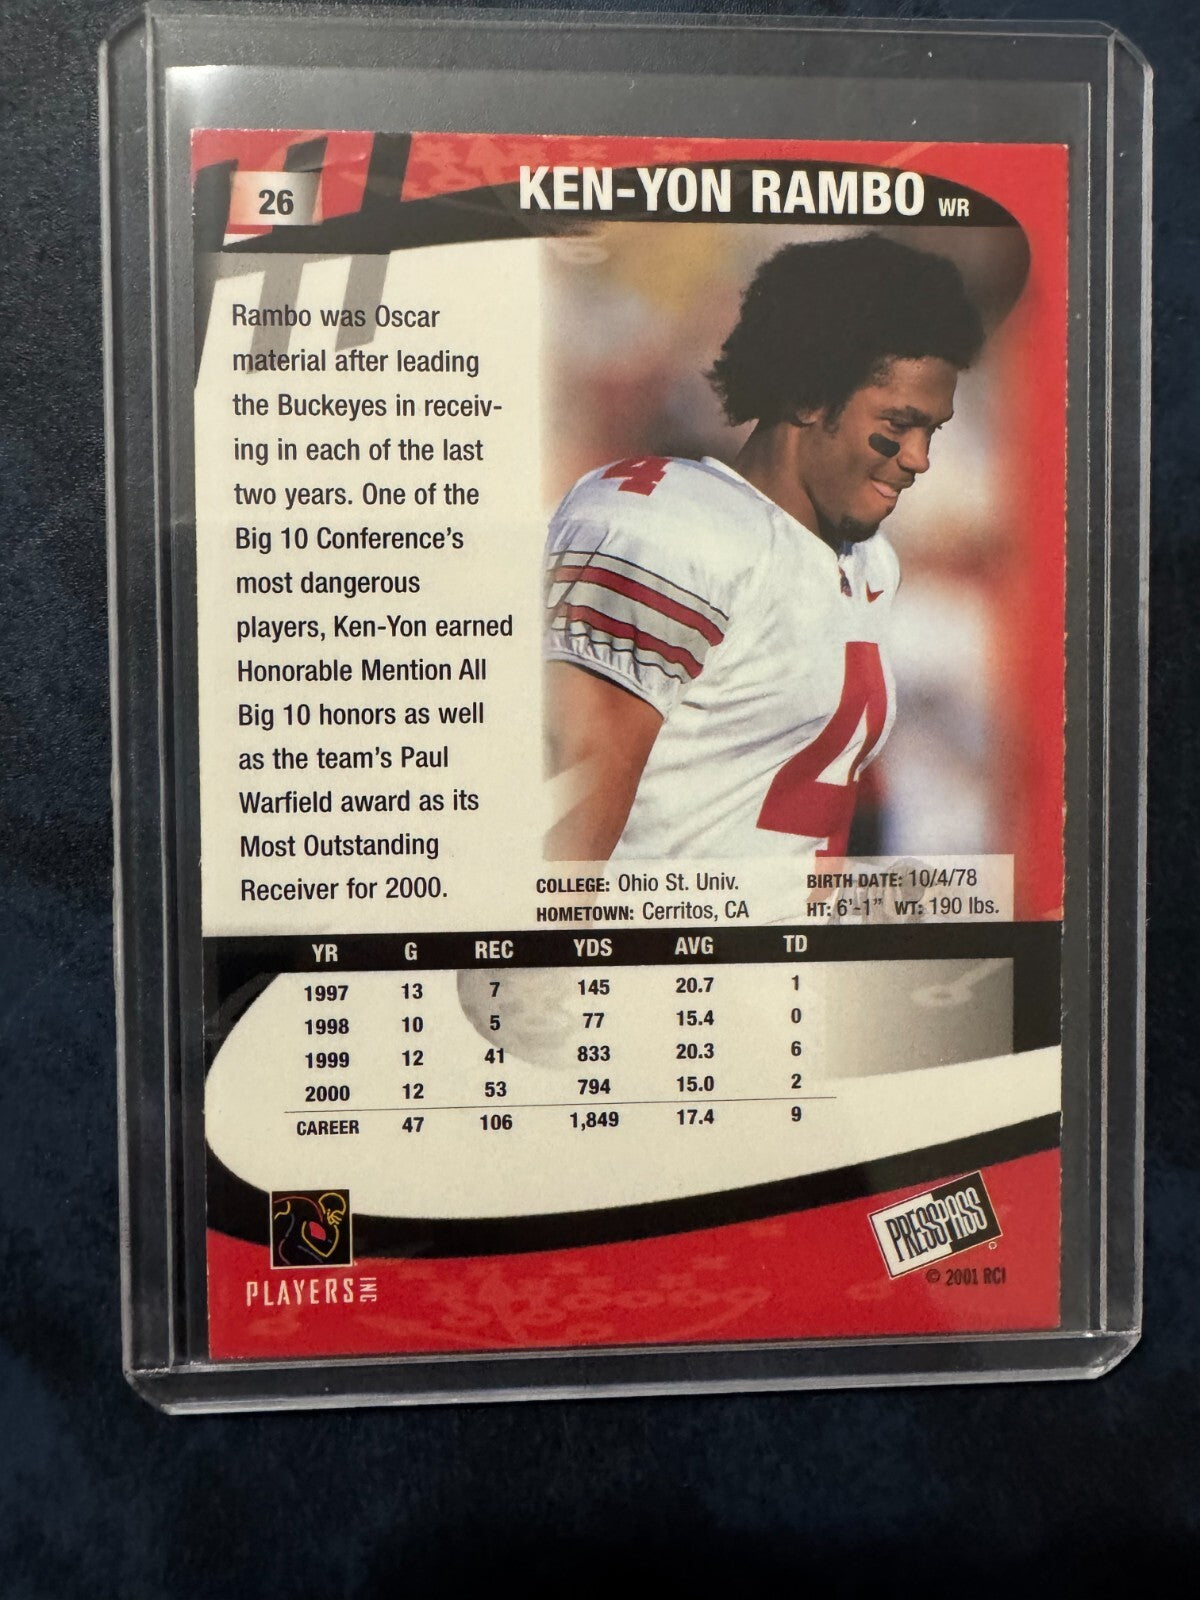 26
KEN-YON RAMBO WR
4
Rambo was Oscar
material after leading
the Buckeyes in receiv-
ing in each of the last
two years. One of the
Big 10 Conference's
most dangerous
players, Ken-Yon earned
Honorable Mention All
Big 10 honors as well
as the team's Paul
Warfield award as its
Most Outstanding
Receiver for 2000.
4
COLLEGE: Ohio St. Univ. BIRTH DATE: 10/4/78
HOMETOWN: Cerritos, CA HT: 6'-1" WT: 190 lbs.
YR G REC YDS AVG TD
1997 13 7 145 20.7 1
1998 10 5 77 15.4 0
1999 12 41 833 20.3 6
2000 12 53 794 15.0 2
CAREER 47 106 1,849 17.4 9
PLAYERS INC
PRESS PASS
© 2001 RCI